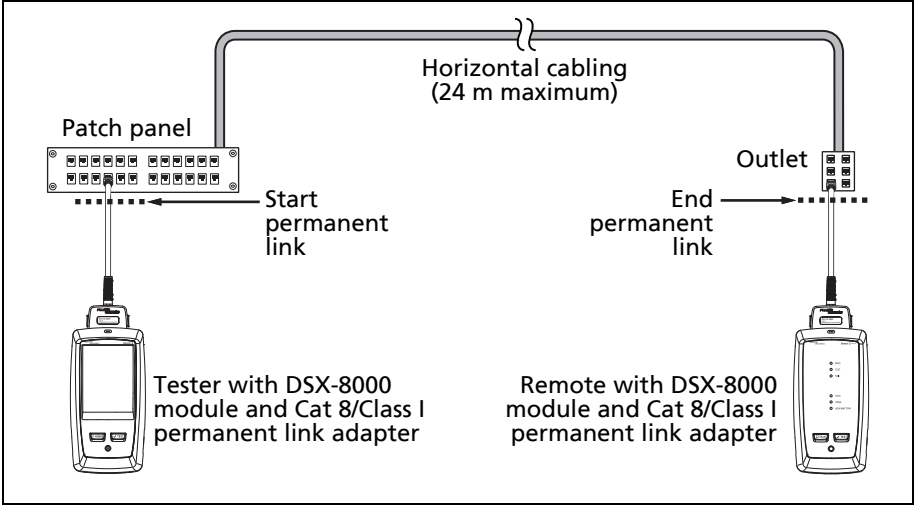 Horizontal cabling
(24 m maximum)
Patch panel
Outlet
Start
permanent
link
End
permanent
link
Tester with DSX-8000
module and Cat 8/Class I
permanent link adapter
Remote with DSX-8000
module and Cat 8/Class I
permanent link adapter